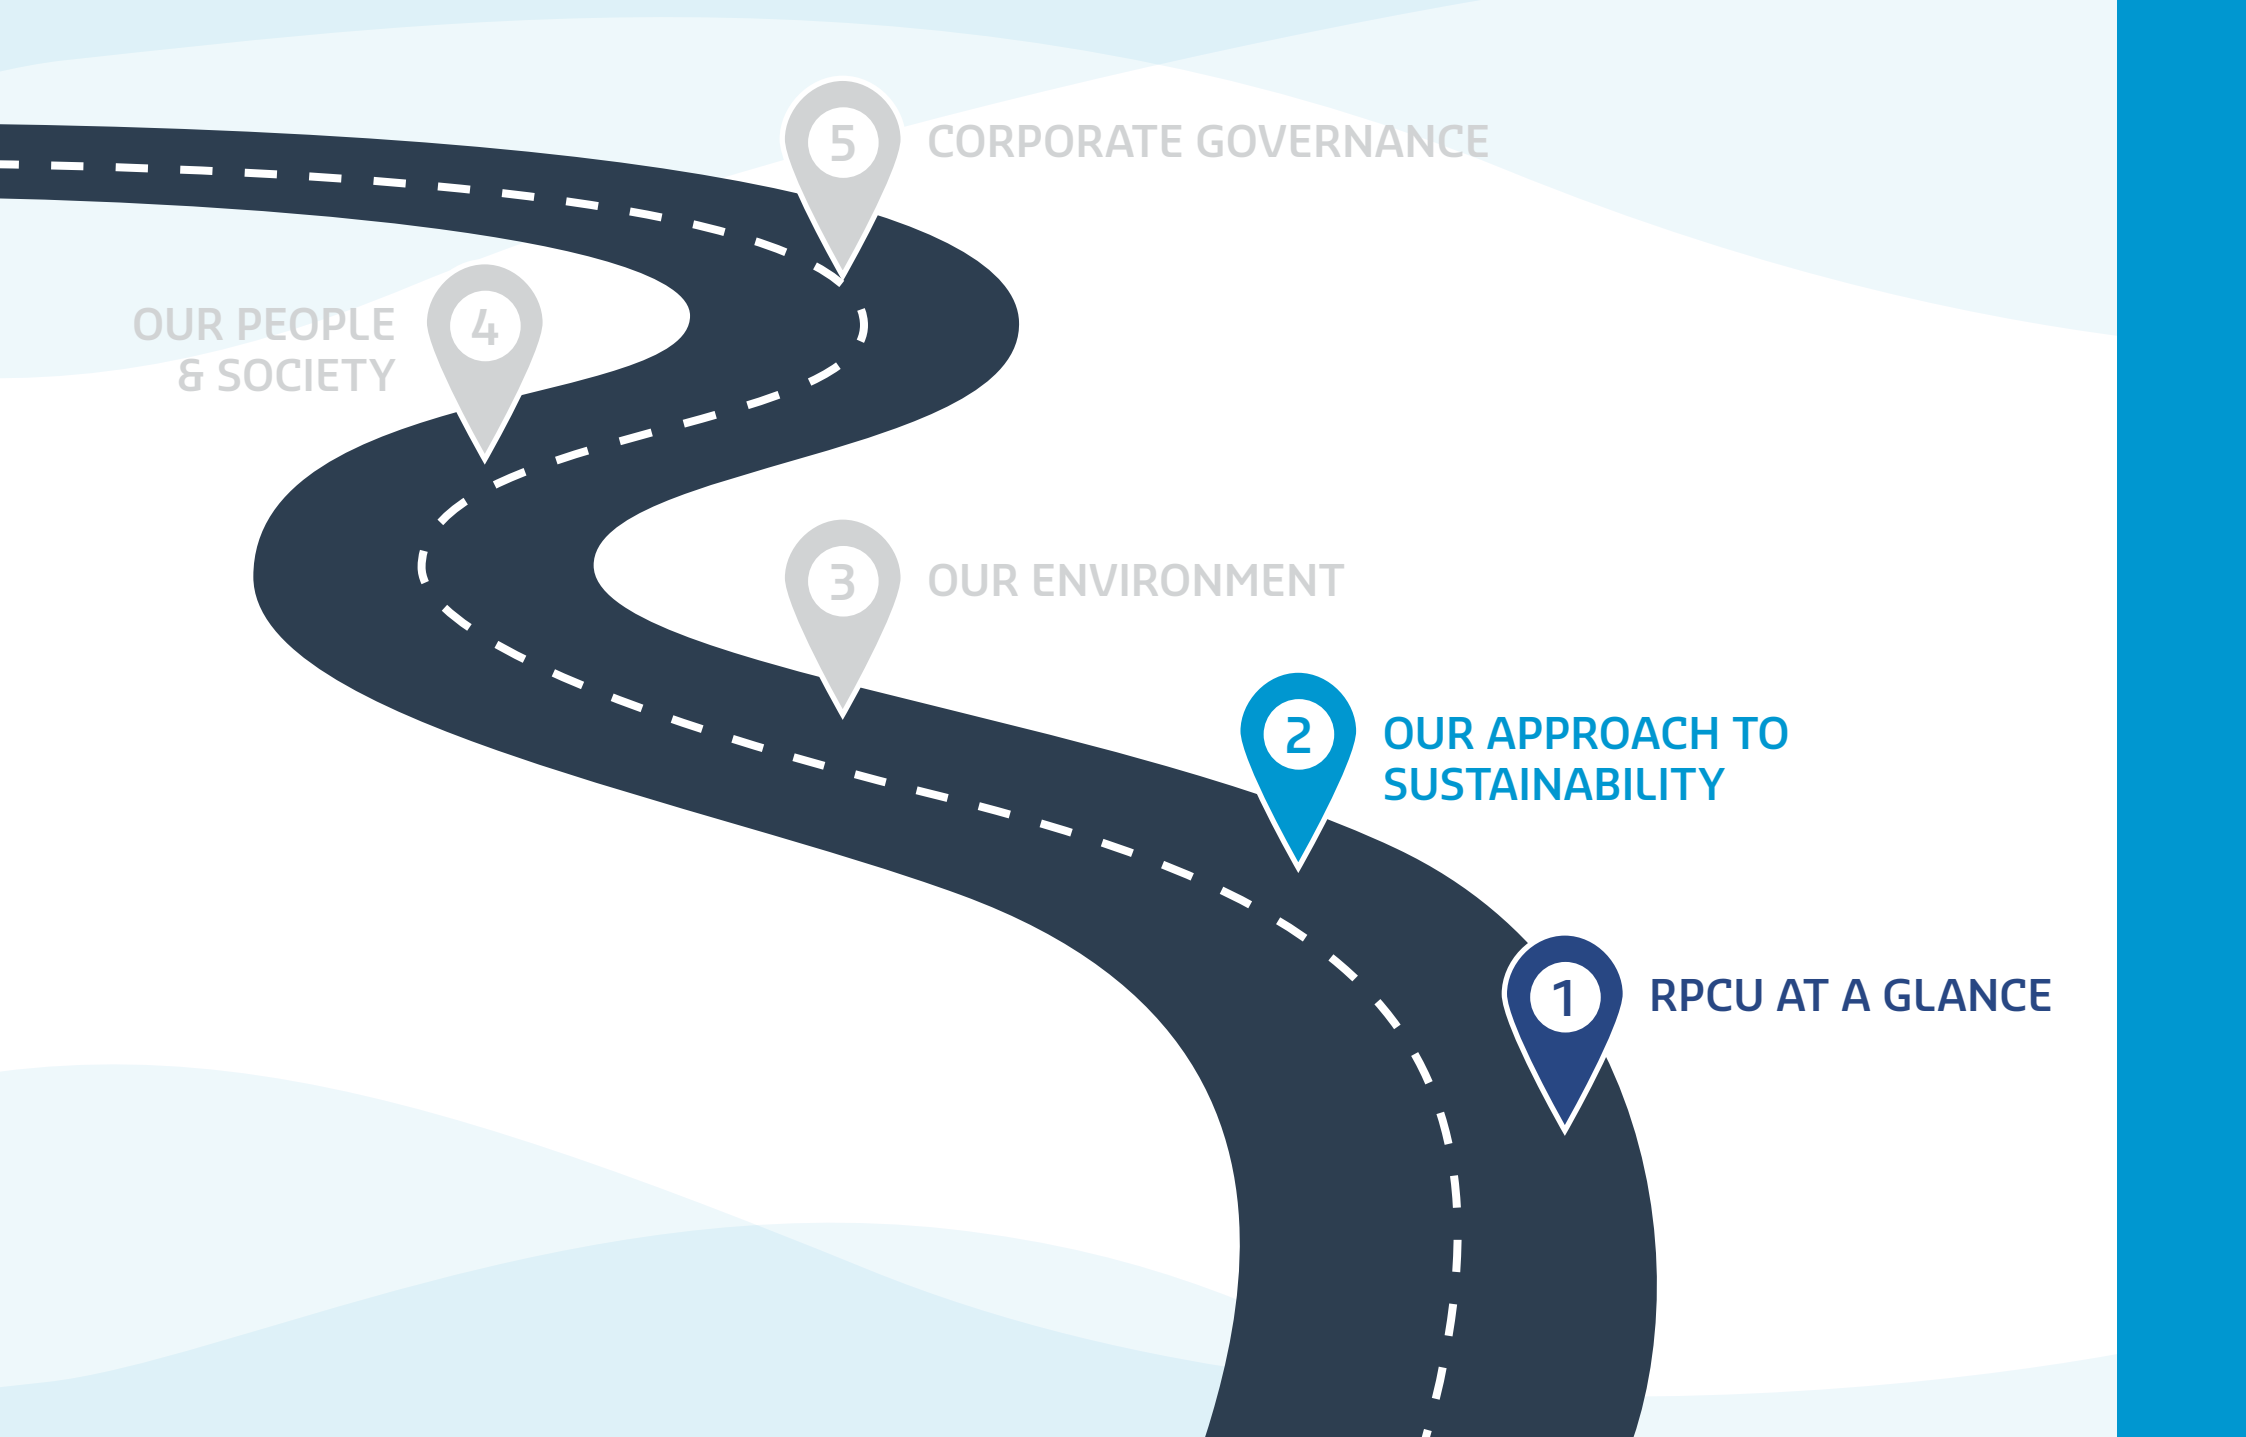 5
CORPORATE GOVERNANCE
OUR PEOPLE
& SOCIETY
4
3
OUR ENVIRONMENT
2
OUR APPROACH TO
SUSTAINABILITY
1
RPCU AT A GLANCE